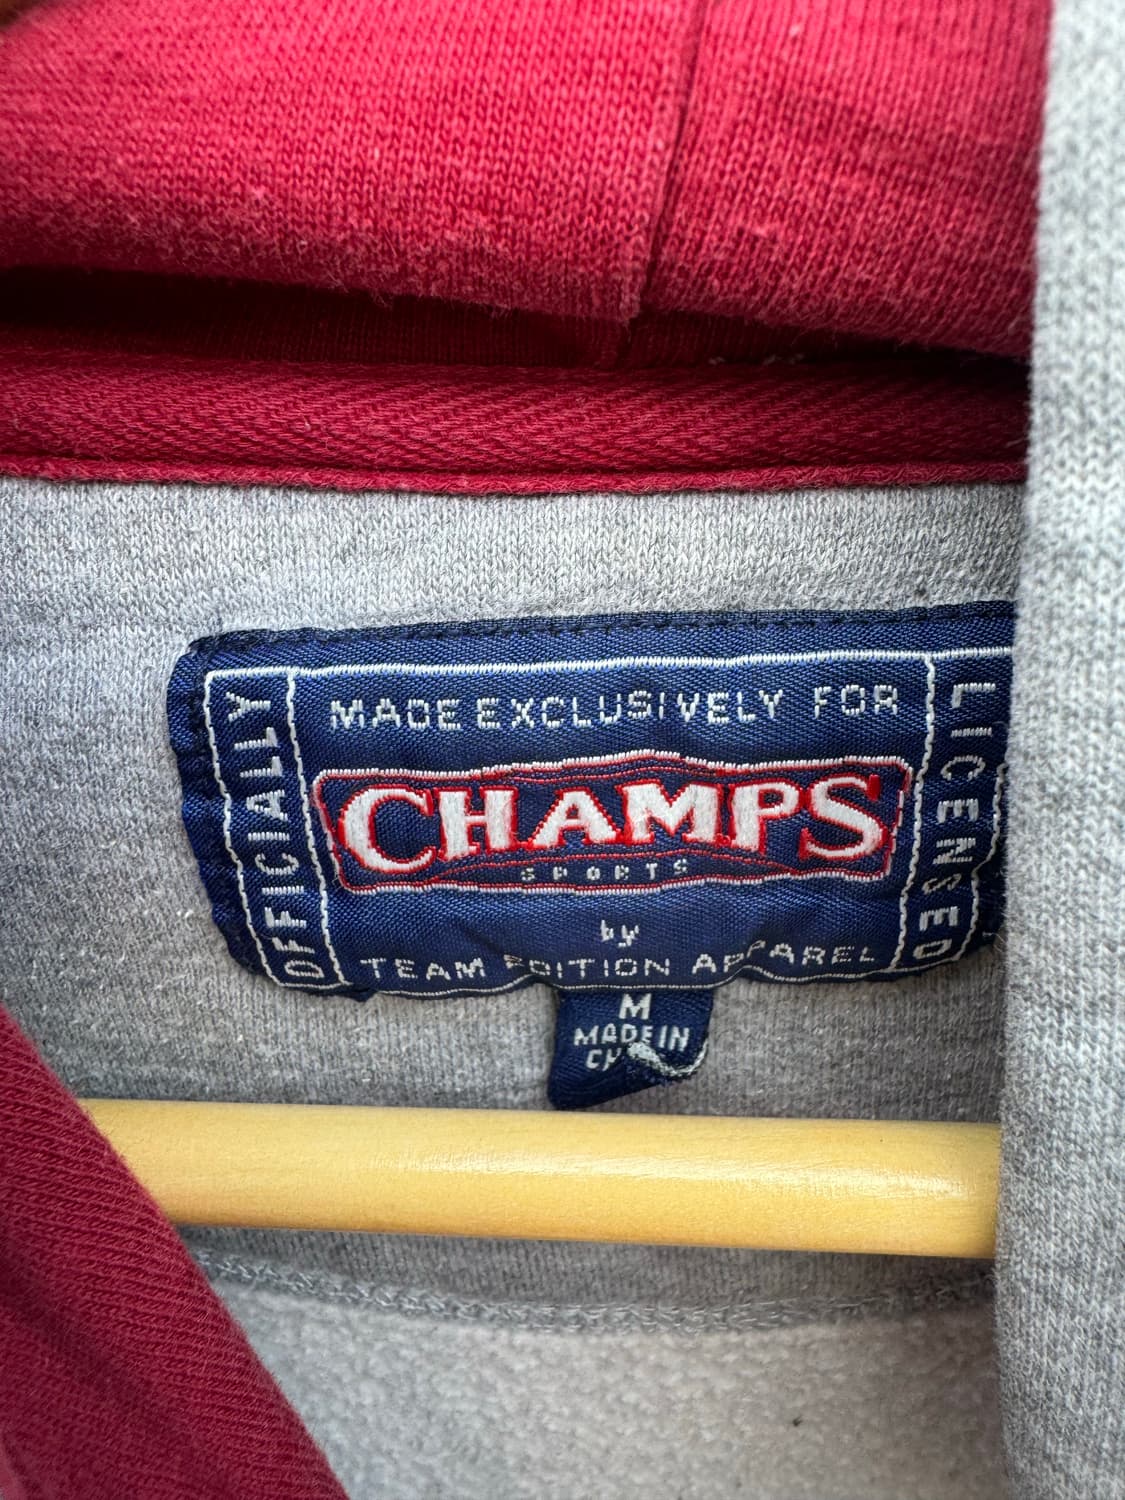 OFFICIALLY
MADE EXCLUSIVELY FOR
CHAMPS
SPORTS
by
TEAM EDITION APPAREL
LICENSED
M
MADE IN